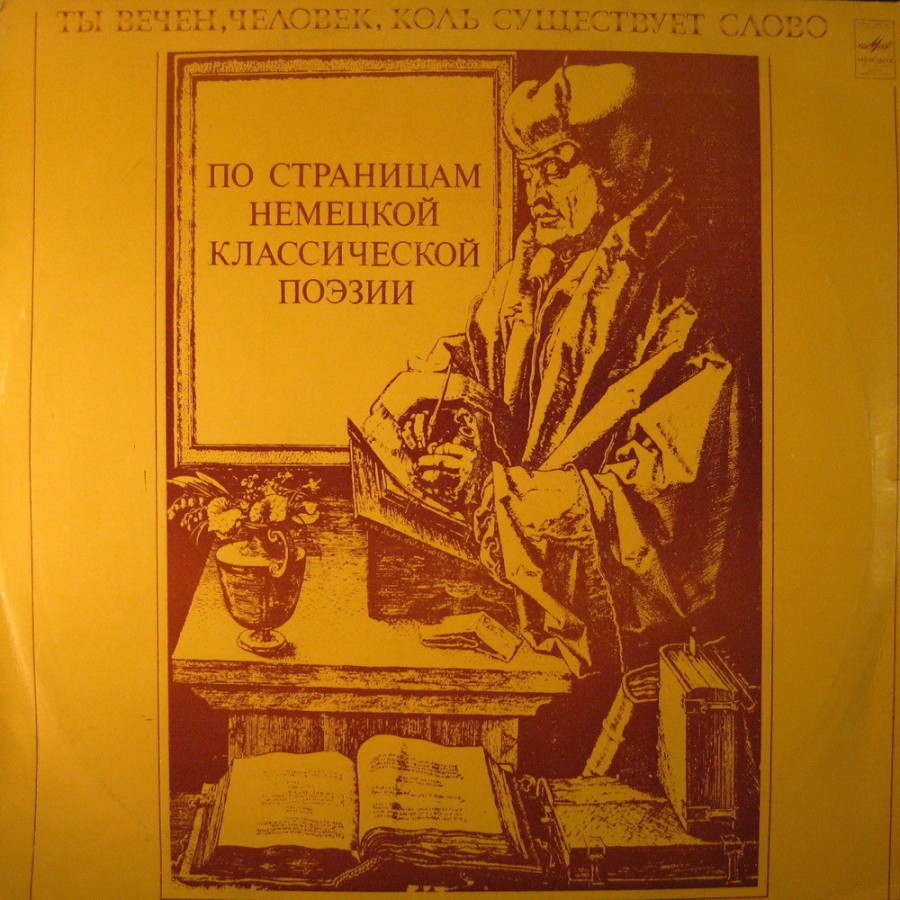 ТЫ ВЕЧЕН, ЧЕЛОВЕК, КОЛЬ СУЩЕСТВУЕТ СЛОВО
ПО СТРАНИЦАМ
НЕМЕЦКОЙ
КЛАССИЧЕСКОЙ
ПОЭЗИИ